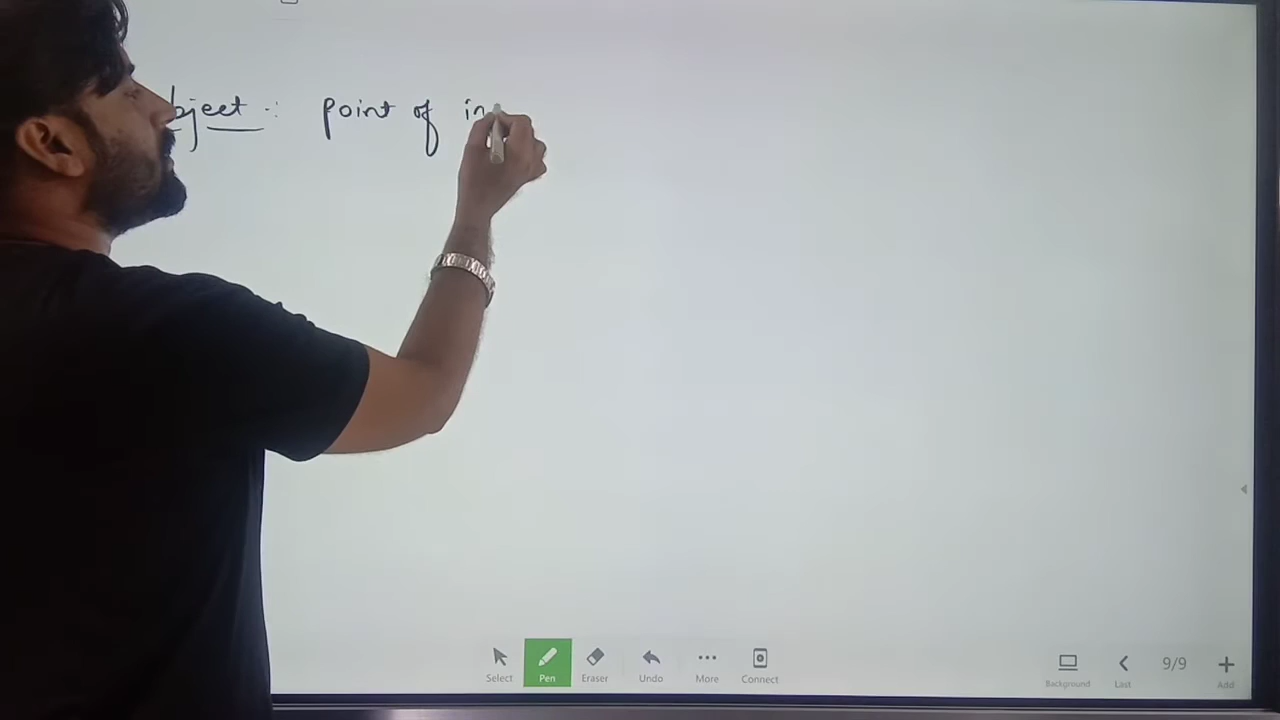 bject :- point of in
Select
Pen
Eraser
Undo
More
Connect
Background
Last
9/9
Add